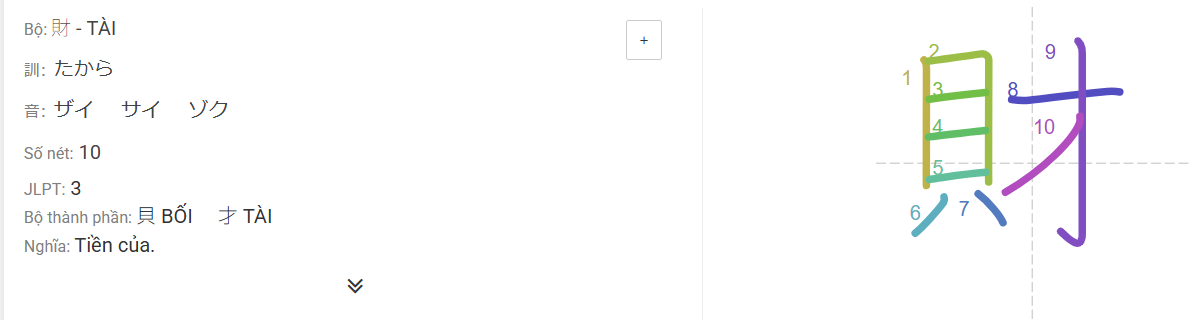 Bộ: 財 - TÀI
訓: たから
音: ザイ サイ ゾク
Số nét: 10
JLPT: 3
Bộ thành phần: 貝 BỐI 才 TÀI
Nghĩa: Tiền của.
+
財
1
2
3
4
5
6
7
8
9
10